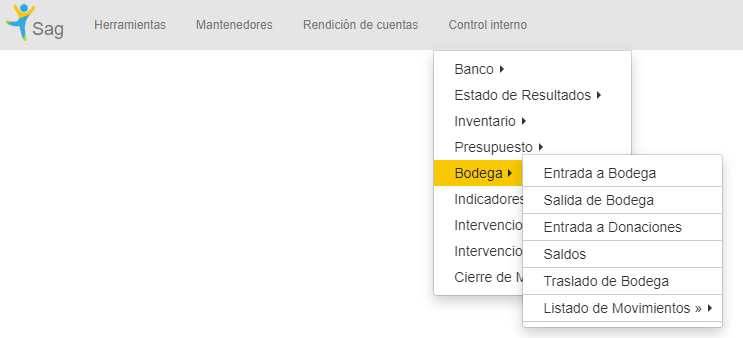 Sag
Herramientas
Mantenedores
Rendición de cuentas
Control interno
Banco
Estado de Resultados
Inventario
Presupuesto
Bodega
Indicadores
Intervencio
Intervencio
Cierre de M
Entrada a Bodega
Salida de Bodega
Entrada a Donaciones
Saldos
Traslado de Bodega
Listado de Movimientos »